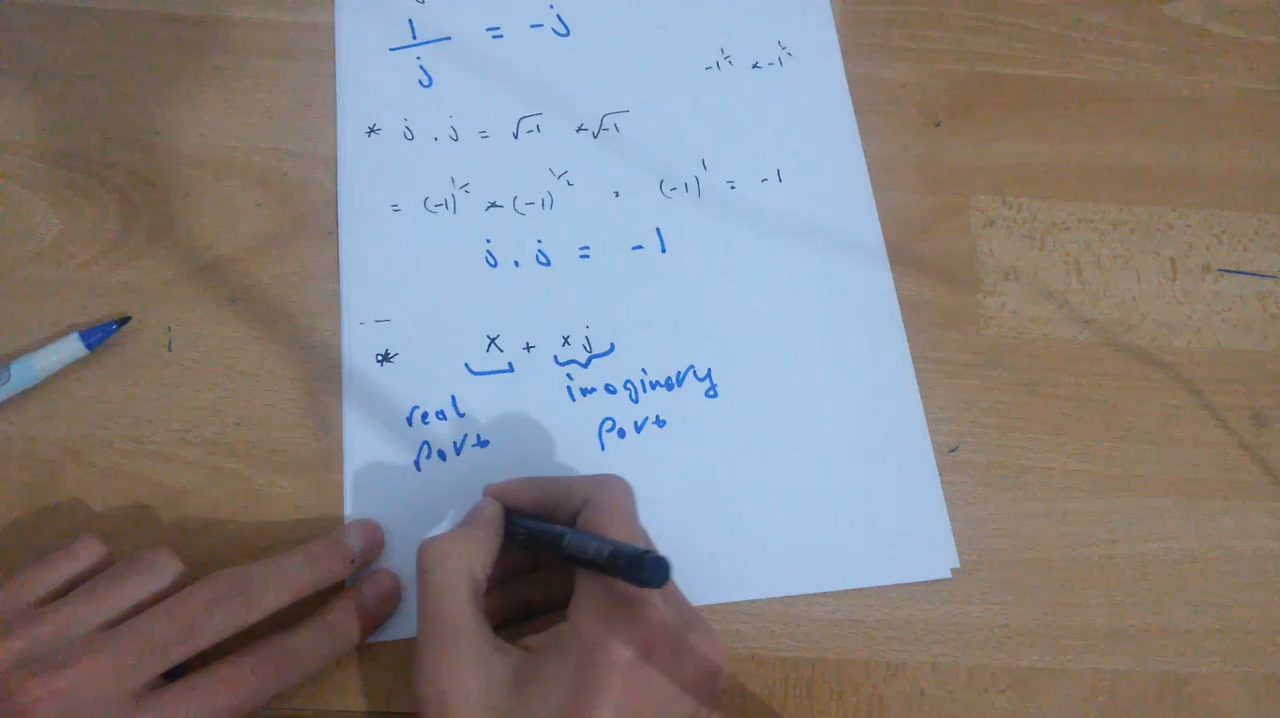 1/j = -j
-1^½ × -1^½
* j . j = √-1 × √-1
= (-1)^½ × (-1)^½ = (-1)^1 = -1
j . j = -1
* x + xj
real part
imaginary part